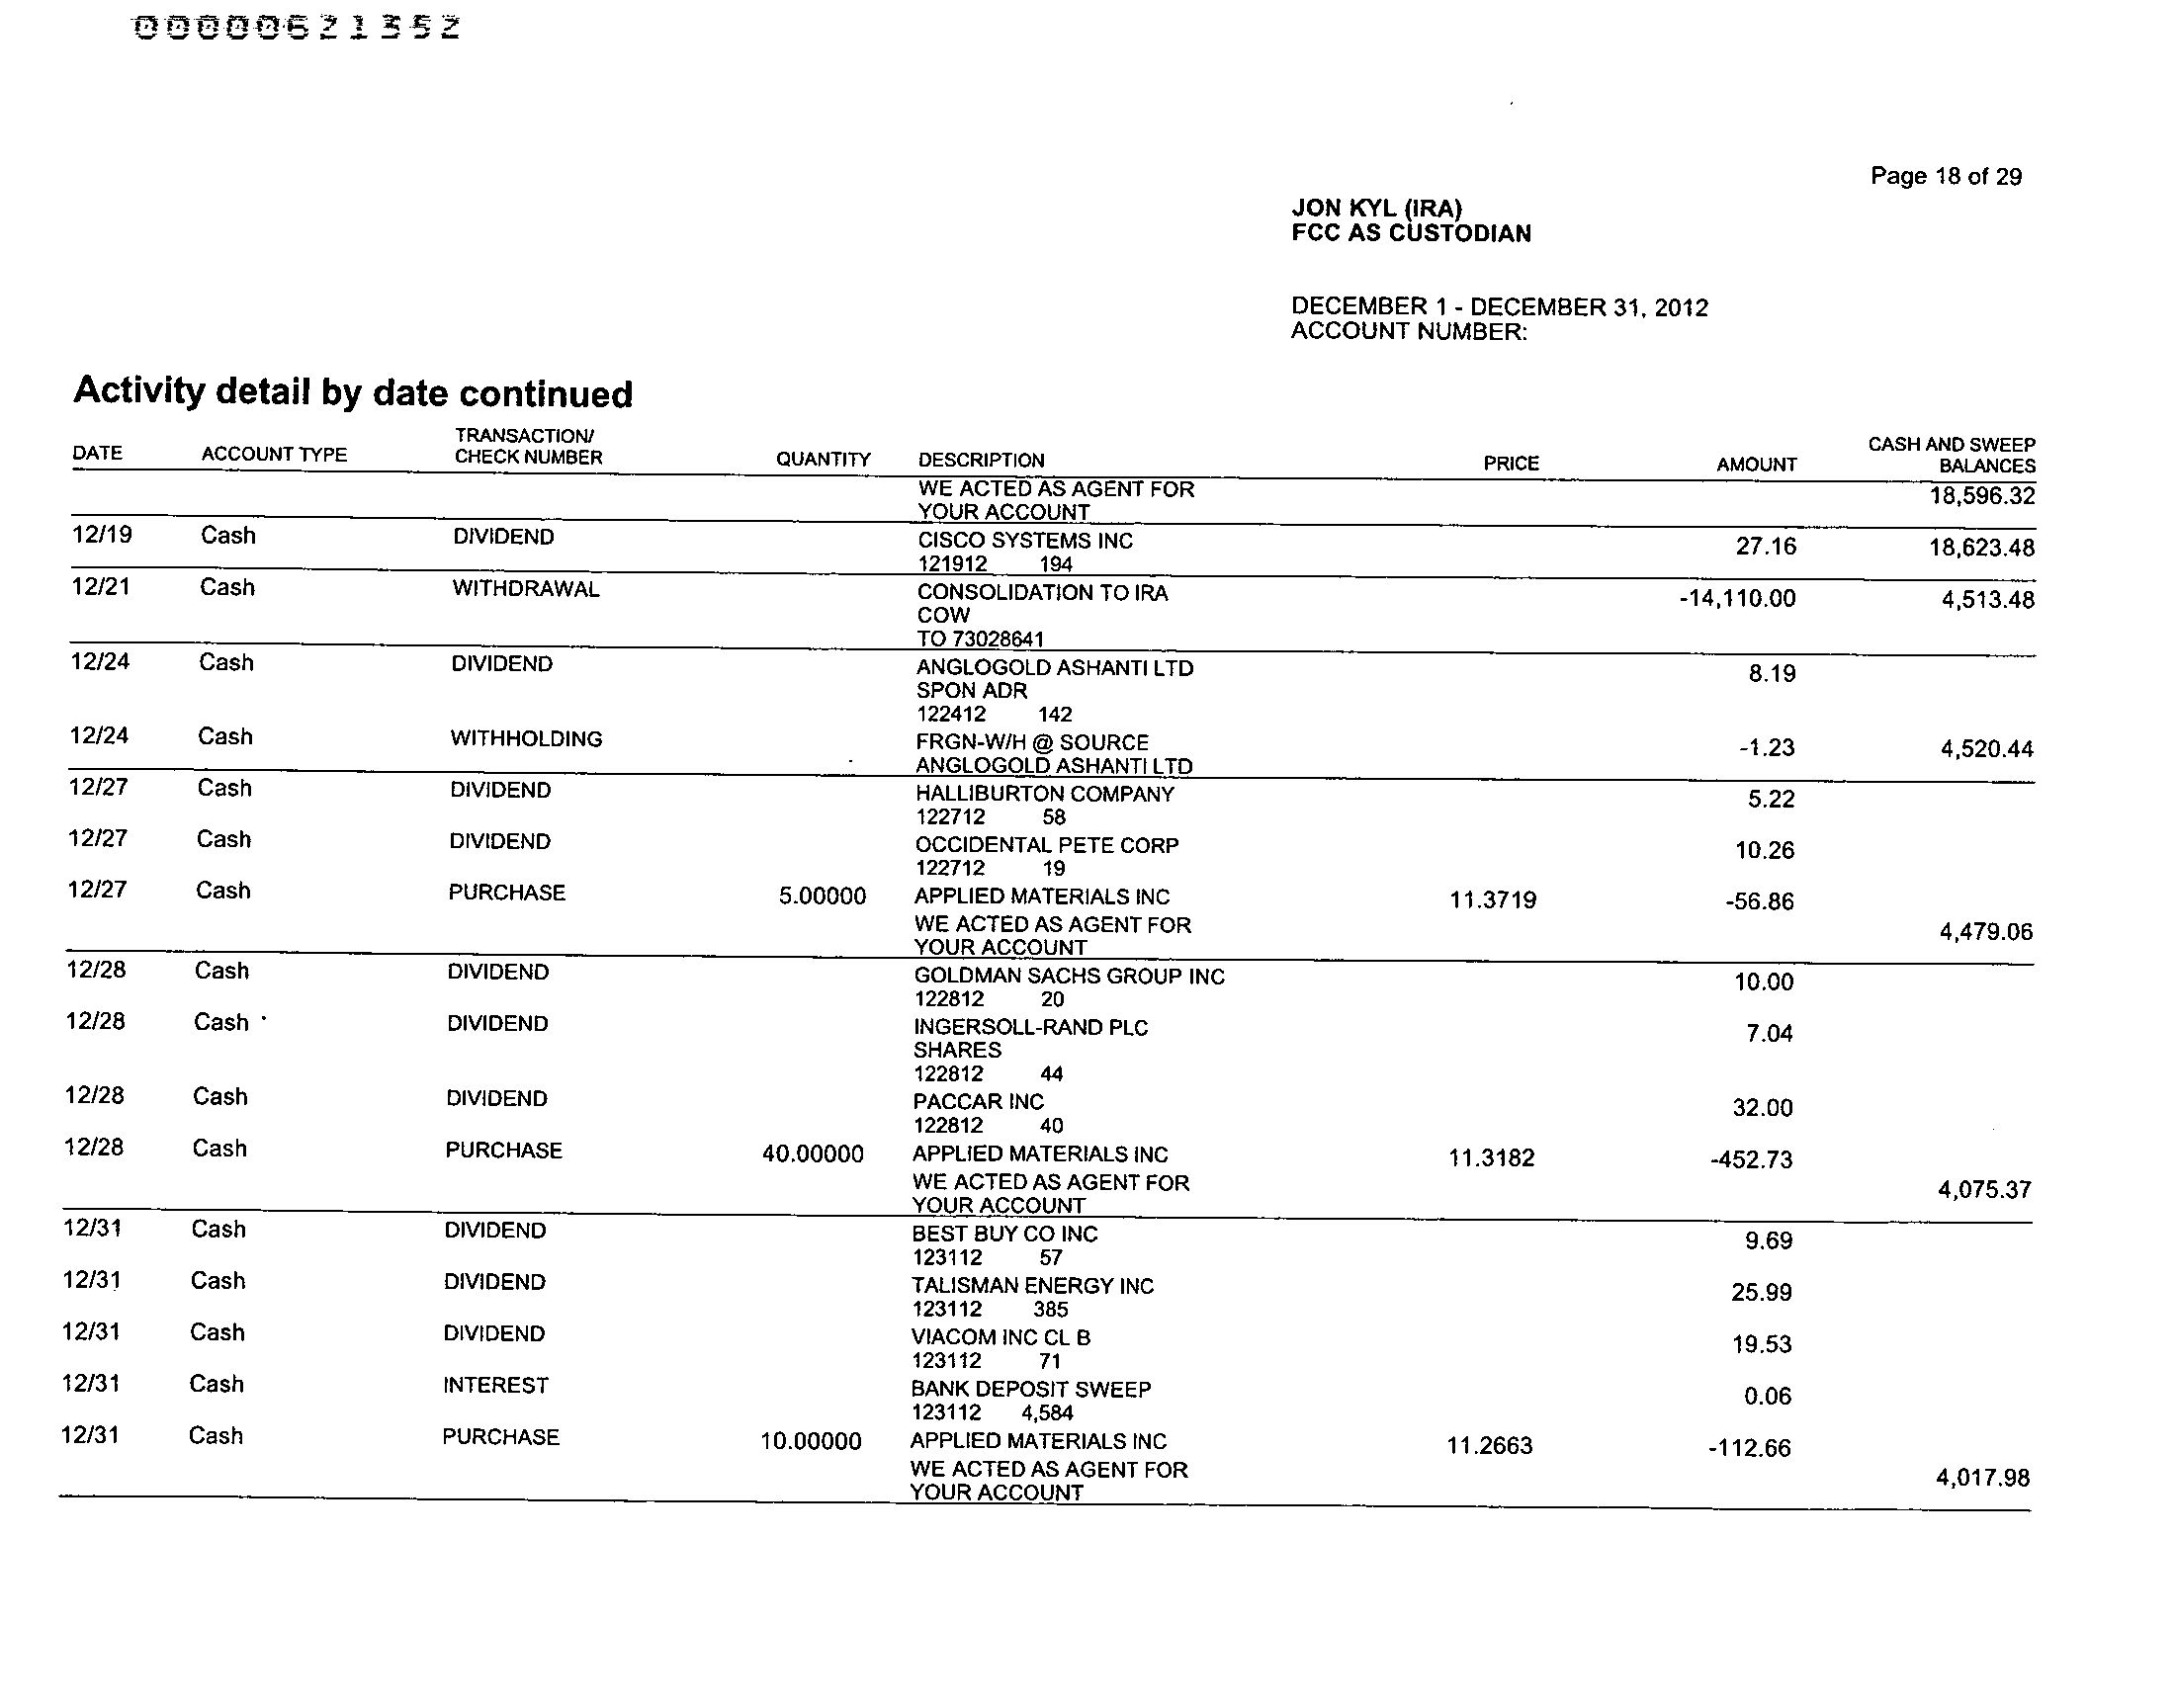 00000621352
Page 18 of 29
JON KYL (IRA)
FCC AS CUSTODIAN
DECEMBER 1 - DECEMBER 31, 2012
ACCOUNT NUMBER:
Activity detail by date continued
DATE ACCOUNT TYPE TRANSACTION/ CHECK NUMBER QUANTITY DESCRIPTION PRICE AMOUNT CASH AND SWEEP BALANCES
WE ACTED AS AGENT FOR 18,596.32
YOUR ACCOUNT
12/19 Cash DIVIDEND CISCO SYSTEMS INC 27.16 18,623.48
121912 194
12/21 Cash WITHDRAWAL CONSOLIDATION TO IRA -14,110.00 4,513.48
COW
TO 73028641
12/24 Cash DIVIDEND ANGLOGOLD ASHANTI LTD 8.19
SPON ADR
122412 142
12/24 Cash WITHHOLDING FRGN-W/H @ SOURCE -1.23 4,520.44
ANGLOGOLD ASHANTI LTD
12/27 Cash DIVIDEND HALLIBURTON COMPANY 5.22
122712 58
12/27 Cash DIVIDEND OCCIDENTAL PETE CORP 10.26
122712 19
12/27 Cash PURCHASE 5.00000 APPLIED MATERIALS INC 11.3719 -56.86
WE ACTED AS AGENT FOR 4,479.06
YOUR ACCOUNT
12/28 Cash DIVIDEND GOLDMAN SACHS GROUP INC 10.00
122812 20
12/28 Cash DIVIDEND INGERSOLL-RAND PLC 7.04
SHARES
122812 44
12/28 Cash DIVIDEND PACCAR INC 32.00
122812 40
12/28 Cash PURCHASE 40.00000 APPLIED MATERIALS INC 11.3182 -452.73
WE ACTED AS AGENT FOR 4,075.37
YOUR ACCOUNT
12/31 Cash DIVIDEND BEST BUY CO INC 9.69
123112 57
12/31 Cash DIVIDEND TALISMAN ENERGY INC 25.99
123112 385
12/31 Cash DIVIDEND VIACOM INC CL B 19.53
123112 71
12/31 Cash INTEREST BANK DEPOSIT SWEEP 0.06
123112 4,584
12/31 Cash PURCHASE 10.00000 APPLIED MATERIALS INC 11.2663 -112.66
WE ACTED AS AGENT FOR 4,017.98
YOUR ACCOUNT